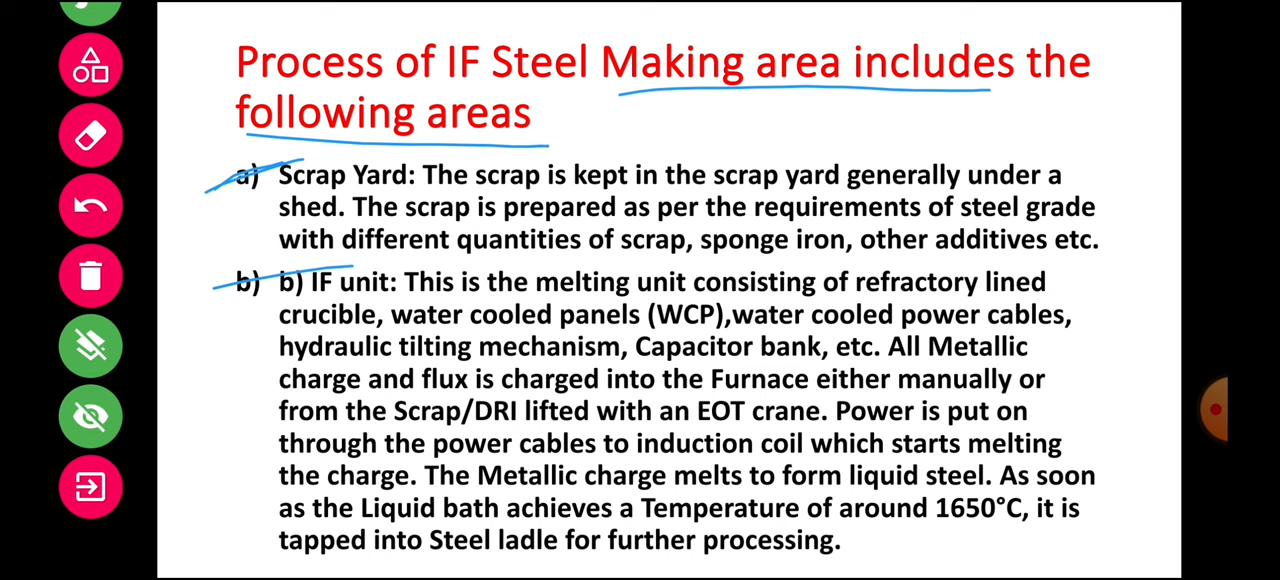 Process of IF Steel Making area includes the
following areas
a) Scrap Yard: The scrap is kept in the scrap yard generally under a
shed. The scrap is prepared as per the requirements of steel grade
with different quantities of scrap, sponge iron, other additives etc.
b) b) IF unit: This is the melting unit consisting of refractory lined
crucible, water cooled panels (WCP),water cooled power cables,
hydraulic tilting mechanism, Capacitor bank, etc. All Metallic
charge and flux is charged into the Furnace either manually or
from the Scrap/DRI lifted with an EOT crane. Power is put on
through the power cables to induction coil which starts melting
the charge. The Metallic charge melts to form liquid steel. As soon
as the Liquid bath achieves a Temperature of around 1650°C, it is
tapped into Steel ladle for further processing.